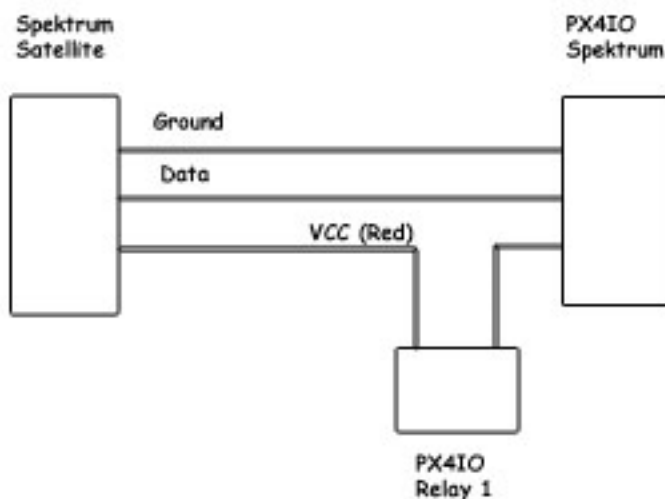 Spektrum
Satellite
PX4IO
Spektrum
Ground
Data
VCC (Red)
PX4IO
Relay 1